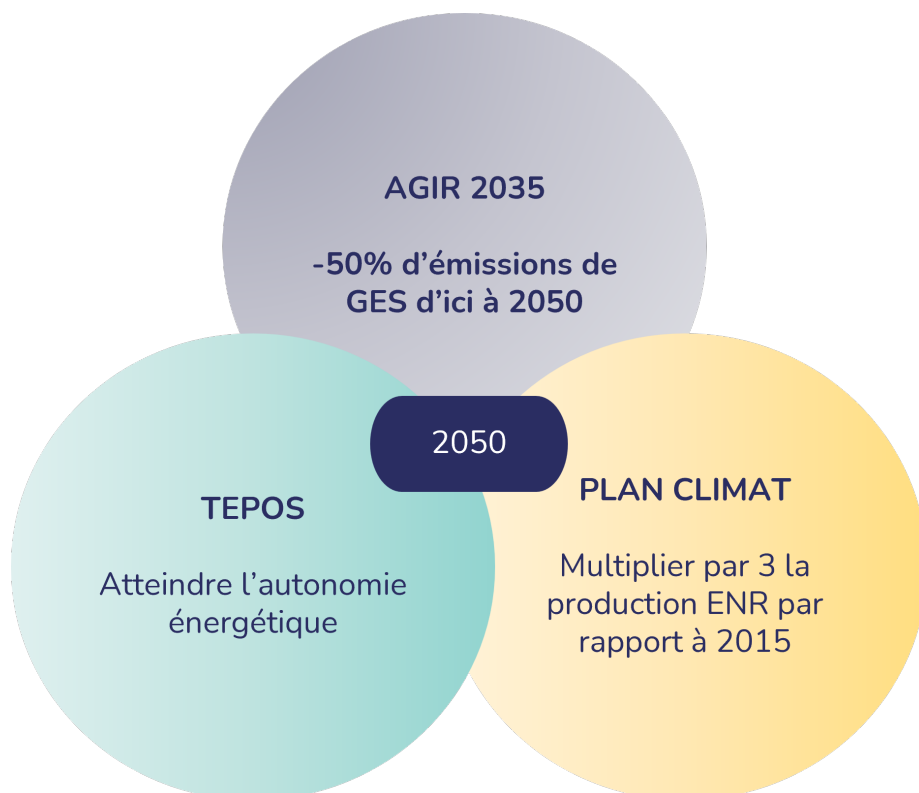 AGIR 2035
-50% d’émissions de
GES d’ici à 2050
2050
TEPOS
Atteindre l’autonomie
énergétique
PLAN CLIMAT
Multiplier par 3 la
production ENR par
rapport à 2015